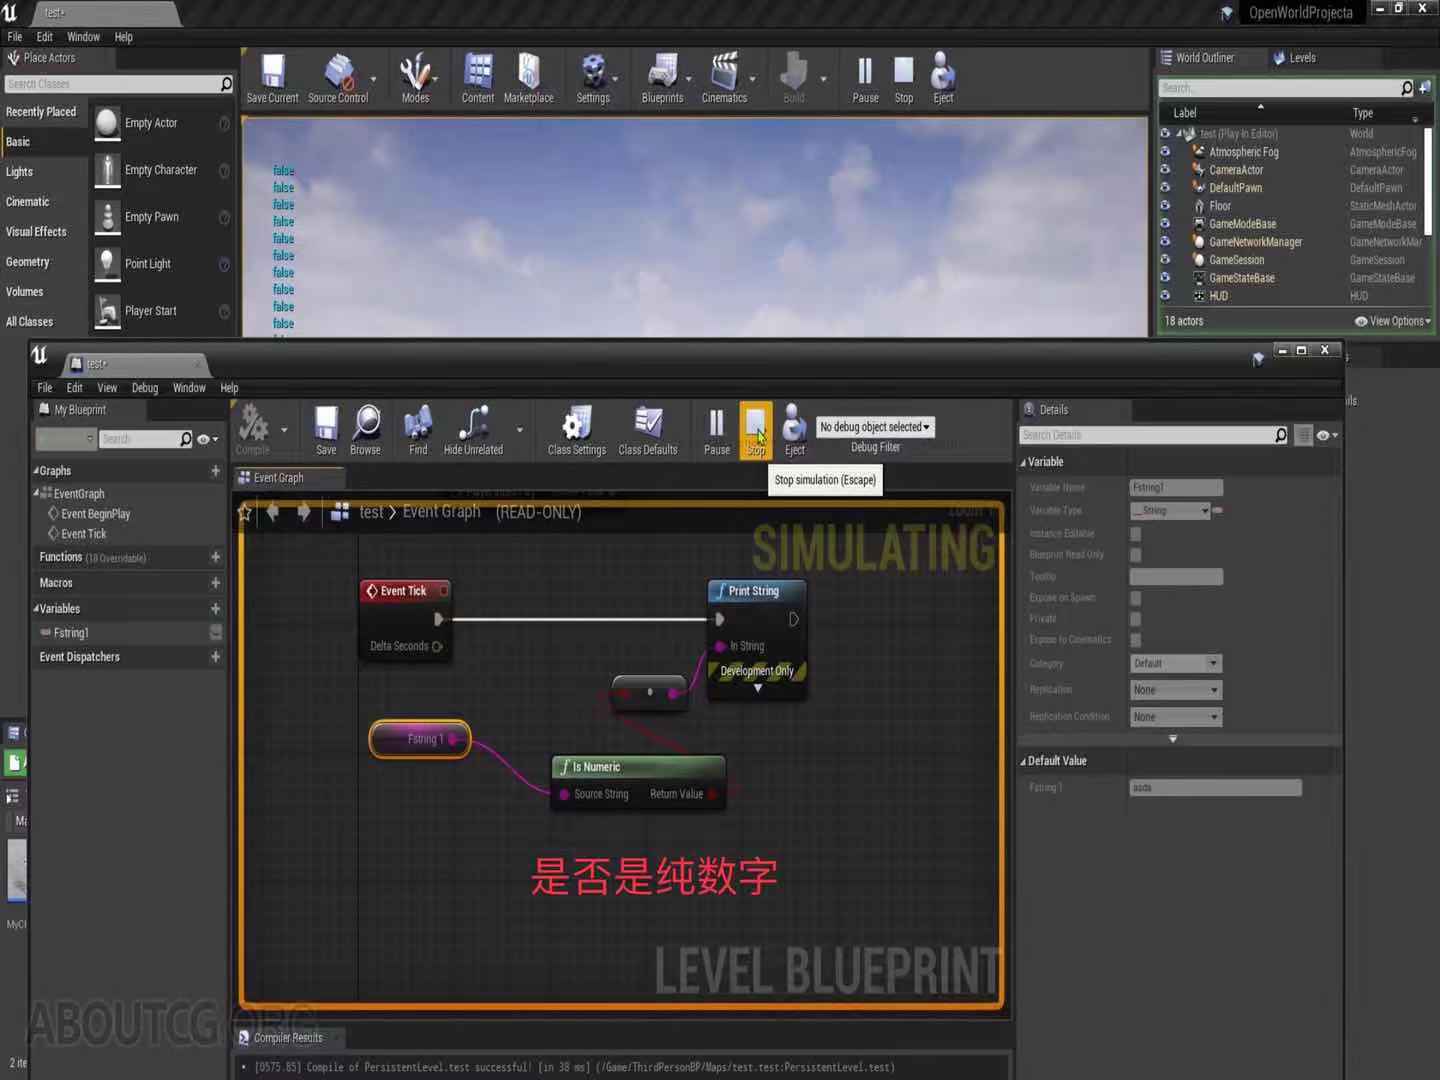 test•
OpenWorldProjecta
File Edit Window Help
Place Actors
Search Classes
Recently Placed
Basic
Lights
Cinematic
Visual Effects
Geometry
Volumes
All Classes
Empty Actor
Empty Character
Empty Pawn
Point Light
Player Start
Save Current
Source Control
Modes
Content
Marketplace
Settings
Blueprints
Cinematics
Build
Pause
Stop
Eject
false
false
false
false
false
false
false
false
false
false
World Outliner
Levels
Search...
Label Type
test (Play In Editor) World
Atmospheric Fog AtmosphericFog
CameraActor CameraActor
DefaultPawn DefaultPawn
Floor StaticMeshActor
GameModeBase GameModeBase
GameNetworkManager GameNetworkMar
GameSession GameSession
GameStateBase GameStateBase
HUD HUD
18 actors
View Options
test•
File Edit View Debug Window Help
My Blueprint
Search
Graphs
EventGraph
Event BeginPlay
Event Tick
Functions (18 Overridable)
Macros
Variables
Fstring1
Event Dispatchers
Compile
Save
Browse
Find
Hide Unrelated
Class Settings
Class Defaults
Pause
Stop
Eject
No debug object selected
Debug Filter
Stop simulation (Escape)
Event Graph
test > Event Graph (READ-ONLY)
SIMULATING
Event Tick
Delta Seconds
Print String
In String
Development Only
Fstring 1
Is Numeric
Source String Return Value
是否是纯数字
LEVEL BLUEPRINT
Compiler Results
• [0575.85] Compile of PersistentLevel.test successful! [in 38 ms] (/Game/ThirdPersonBP/Maps/test.test:PersistentLevel.test)
Details
Search Details
Variable
Variable Name Fstring1
Variable Type String
Instance Editable
Blueprint Read Only
Tooltip
Expose on Spawn
Private
Expose to Cinematics
Category Default
Replication None
Replication Condition None
Default Value
Fstring 1 asda
ABOUTCG.ORG